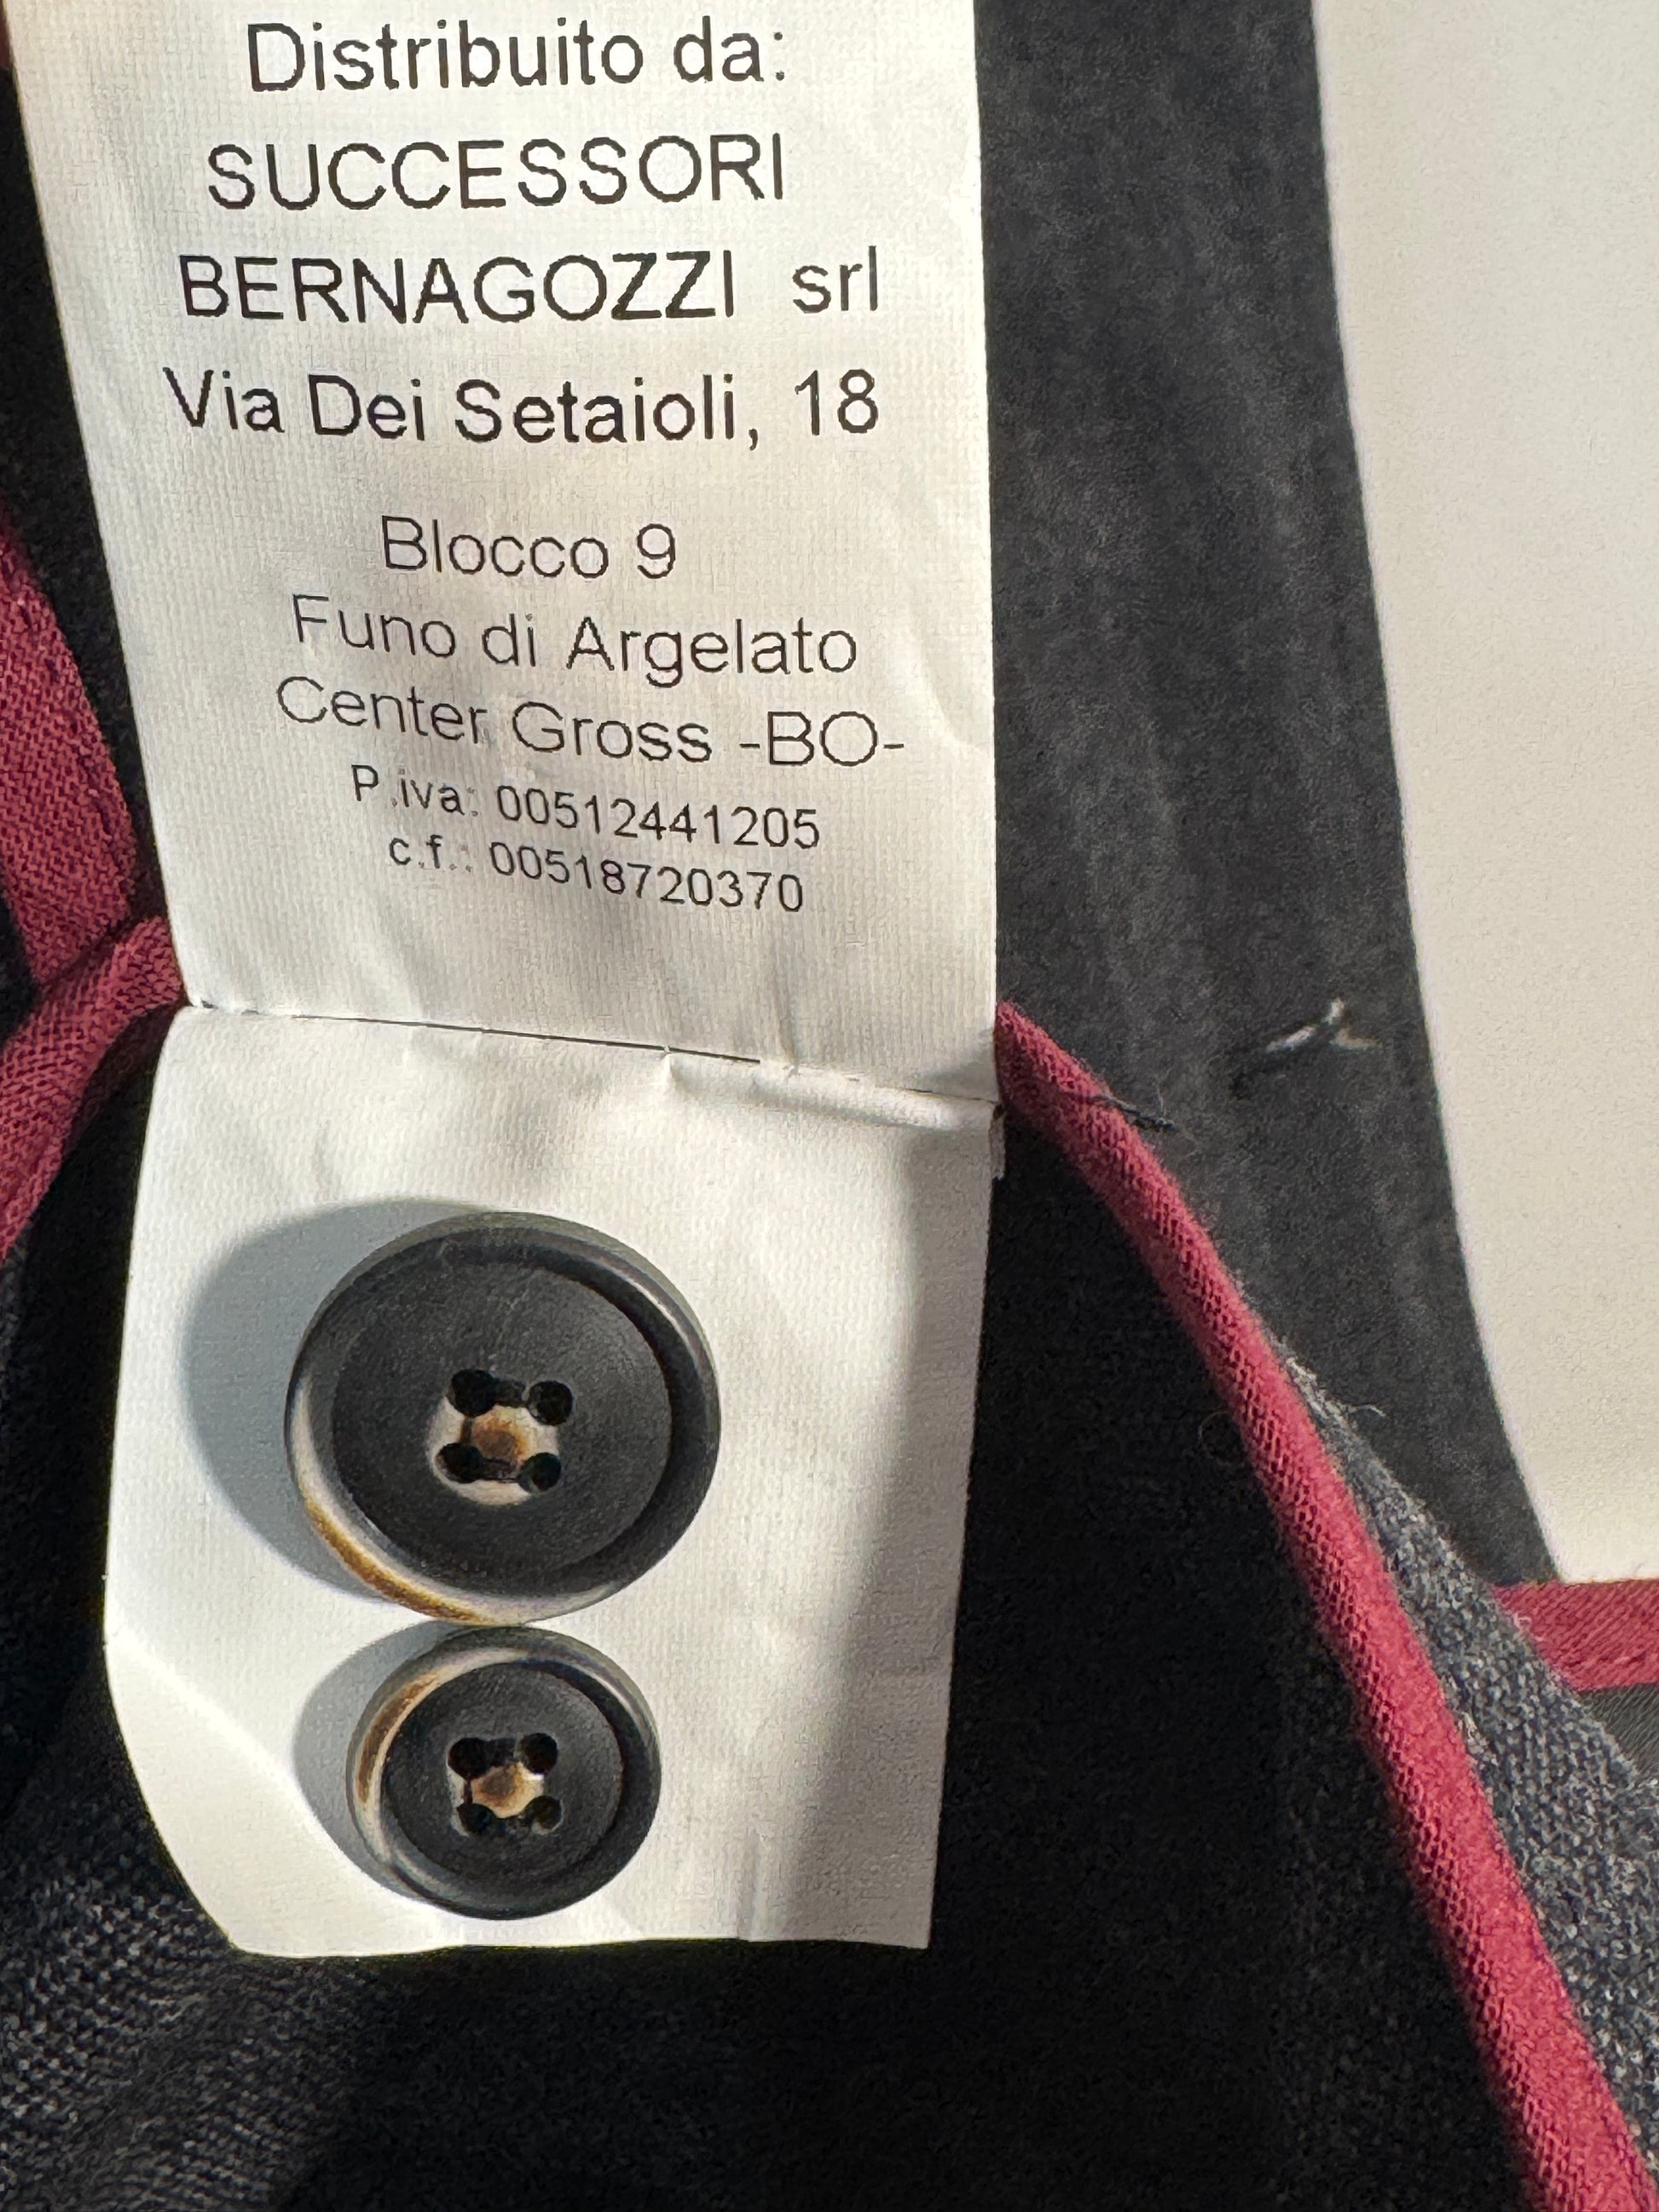 Distribuito da:
SUCCESSORI
BERNAGOZZI srl
Via Dei Setaioli, 18
Blocco 9
Funo di Argelato
Center Gross -BO-
P.iva: 00512441205
c.f.: 00518720370